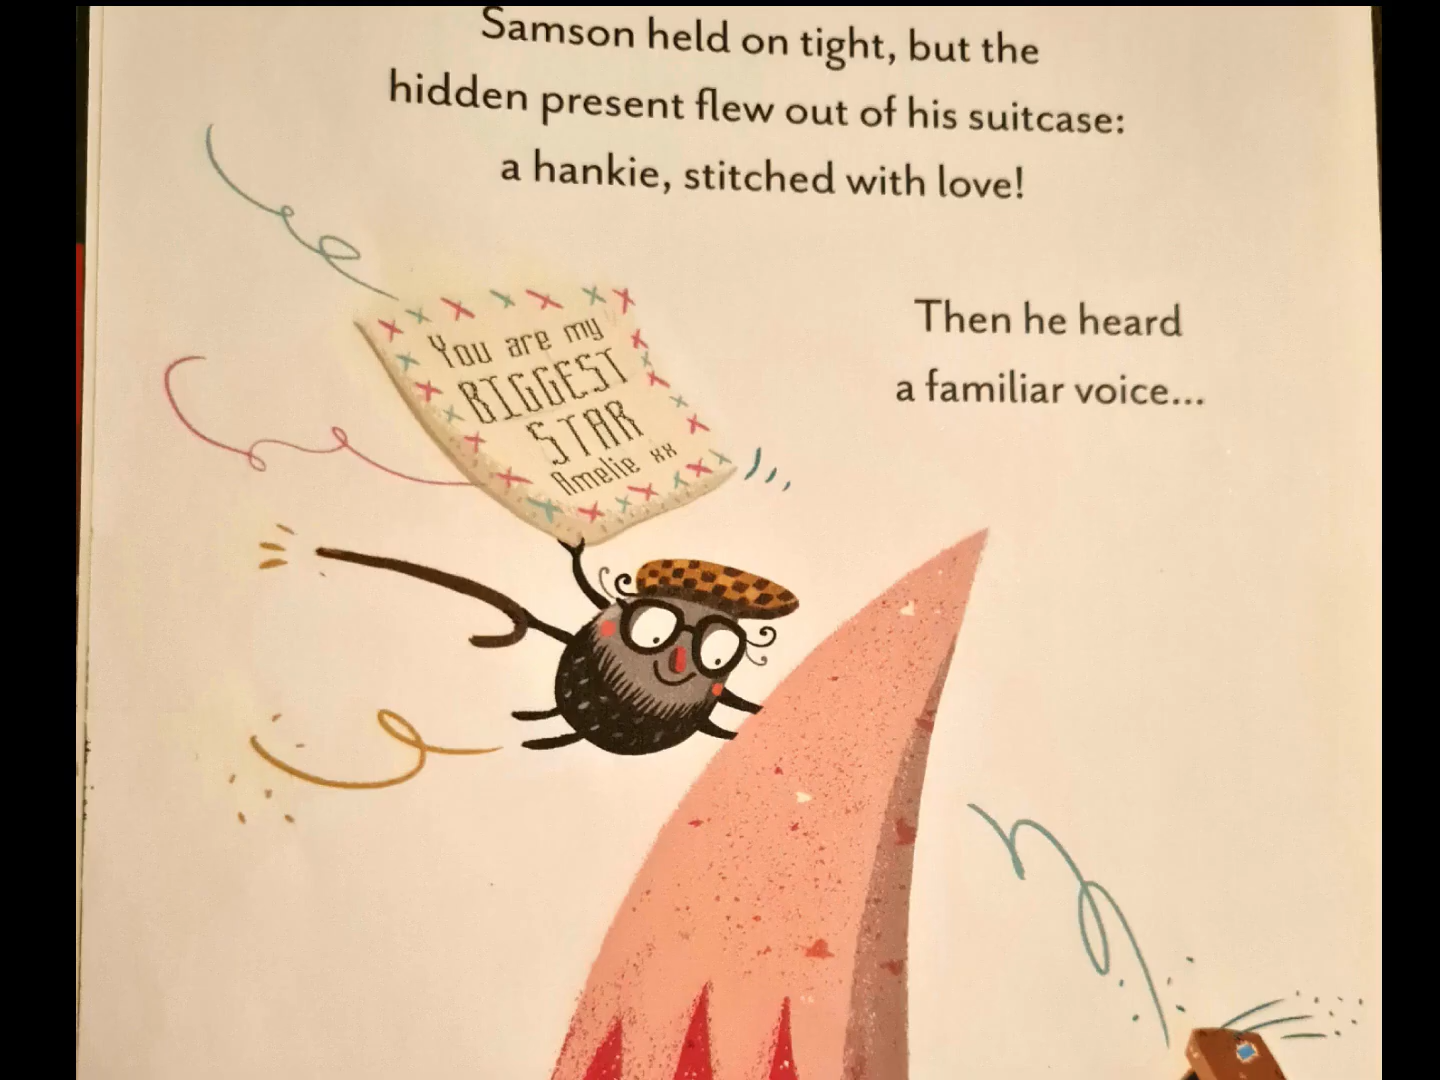 Samson held on tight, but the
hidden present flew out of his suitcase:
a hankie, stitched with love!
You are my
BIGGEST
STAR
Amelie xx
Then he heard
a familiar voice...